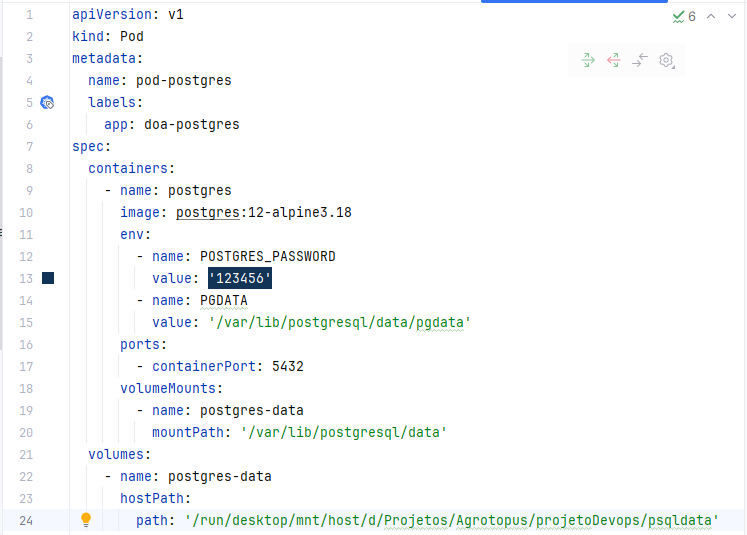 1 apiVersion: v1
2 kind: Pod
3 metadata:
4   name: pod-postgres
5   labels:
6     app: doa-postgres
7 spec:
8   containers:
9     - name: postgres
10       image: postgres:12-alpine3.18
11       env:
12         - name: POSTGRES_PASSWORD
13           value: '123456'
14         - name: PGDATA
15           value: '/var/lib/postgresql/data/pgdata'
16       ports:
17         - containerPort: 5432
18       volumeMounts:
19         - name: postgres-data
20           mountPath: '/var/lib/postgresql/data'
21   volumes:
22     - name: postgres-data
23       hostPath:
24         path: '/run/desktop/mnt/host/d/Projetos/Agrotopus/projetoDevops/psqldata'
6